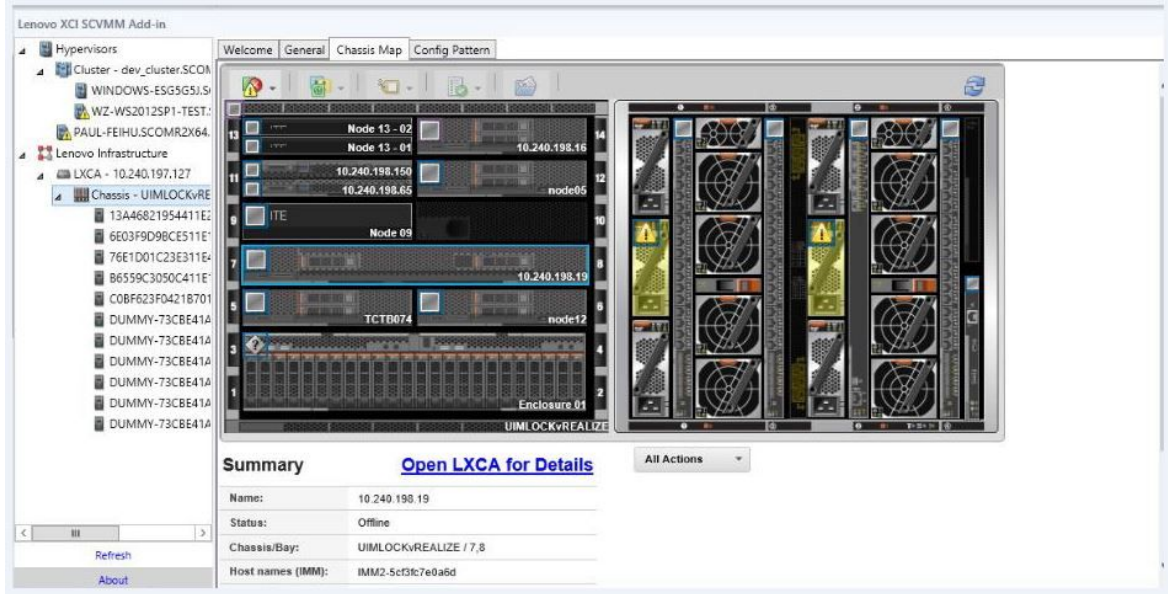 Lenovo XCI SCVMM Add-in
Hypervisors
Cluster - dev_cluster.SCOM
WINDOWS-ESG5G5J.S
WZ-WS2012SP1-TEST.
PAUL-FEIHU.SCOMR2X64.
Lenovo Infrastructure
LXCA - 10.240.197.127
Chassis - UIMLOCKvRE
13A46821954411E2
6E03F9D9BCE511E
76E1D01C23E311E4
B6559C3050C411E
C0BF623F0421B701
DUMMY-73CBE41A
DUMMY-73CBE41A
DUMMY-73CBE41A
DUMMY-73CBE41A
DUMMY-73CBE41A
DUMMY-73CBE41A
Refresh
About
Welcome General Chassis Map Config Pattern
13 Node 13 - 02 14
Node 13 - 01 10.240.198.16
11 10.240.198.150 12
10.240.198.65 node05
9 ITE 10
Node 09
7 8
10.240.198.19
5 6
TCTB074 node12
3 4
1 2
Enclosure 01
UIMLOCKvREALIZE
Summary Open LXCA for Details All Actions
Name: 10.240.198.19
Status: Offline
Chassis/Bay: UIMLOCKvREALIZE / 7,8
Host names (IMM): IMM2-5cf3fc7e0a6d